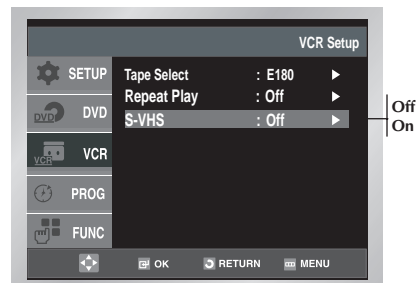 VCR Setup
SETUP
Tape Select : E180
Repeat Play : Off
DVD DVD
S-VHS : Off
Off
On
VCR VCR
PROG
FUNC
OK RETURN MENU